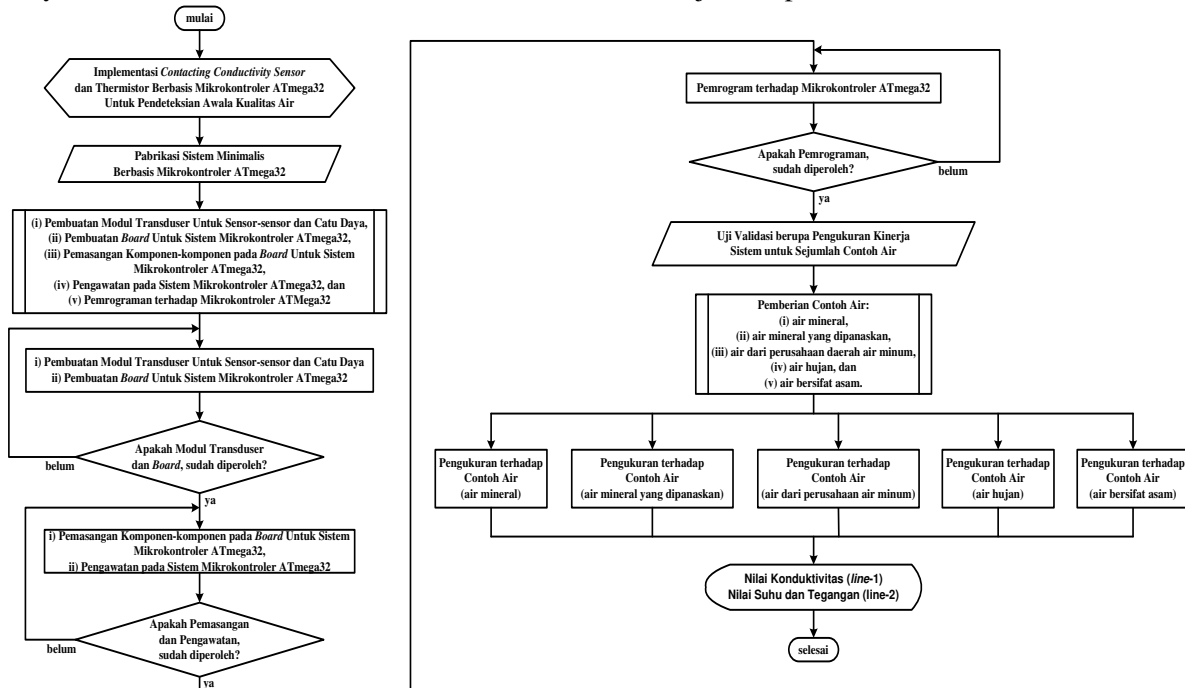 mulai
Implementasi Contacting Conductivity Sensor
dan Thermistor Berbasis Mikrokontroler ATmega32
Untuk Pendeteksian Awala Kualitas Air
Pabrikasi Sistem Minimalis
Berbasis Mikrokontroler ATmega32
(i) Pembuatan Modul Transduser Untuk Sensor-sensor dan Catu Daya,
(ii) Pembuatan Board Untuk Sistem Mikrokontroler ATmega32,
(iii) Pemasangan Komponen-komponen pada Board Untuk Sistem
Mikrokontroler ATmega32,
(iv) Pengawatan pada Sistem Mikrokontroler ATmega32, dan
(v) Pemrograman terhadap Mikrokontroler ATMega32
i) Pembuatan Modul Transduser Untuk Sensor-sensor dan Catu Daya
ii) Pembuatan Board Untuk Sistem Mikrokontroler ATmega32
Apakah Modul Transduser
dan Board, sudah diperoleh?
belum
ya
i) Pemasangan Komponen-komponen pada Board Untuk Sistem
Mikrokontroler ATmega32,
ii) Pengawatan pada Sistem Mikrokontroler ATmega32
Apakah Pemasangan
dan Pengawatan,
sudah diperoleh?
belum
ya
Pemrogram terhadap Mikrokontroler ATmega32
Apakah Pemrograman,
sudah diperoleh?
belum
ya
Uji Validasi berupa Pengukuran Kinerja
Sistem untuk Sejumlah Contoh Air
Pemberian Contoh Air:
(i) air mineral,
(ii) air mineral yang dipanaskan,
(iii) air dari perusahaan daerah air minum,
(iv) air hujan, dan
(v) air bersifat asam.
Pengukuran terhadap
Contoh Air
(air mineral)
Pengukuran terhadap
Contoh Air
(air mineral yang dipanaskan)
Pengukuran terhadap
Contoh Air
(air dari perusahaan air minum)
Pengukuran terhadap
Contoh Air
(air hujan)
Pengukuran terhadap
Contoh Air
(air bersifat asam)
Nilai Konduktivitas (line-1)
Nilai Suhu dan Tegangan (line-2)
selesai